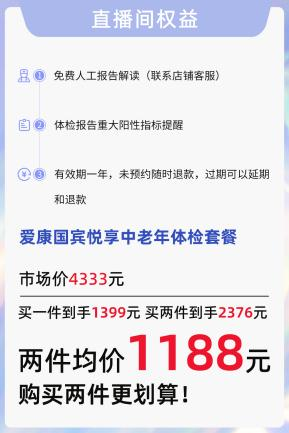 直播间权益
1 免费人工报告解读（联系店铺客服）
2 体检报告重大阳性指标提醒
3 有效期一年，未预约随时退款，过期可以延期
和退款
爱康国宾悦享中老年体检套餐
市场价4333元
买一件到手1399元 买两件到手2376元
两件均价1188元
购买两件更划算！